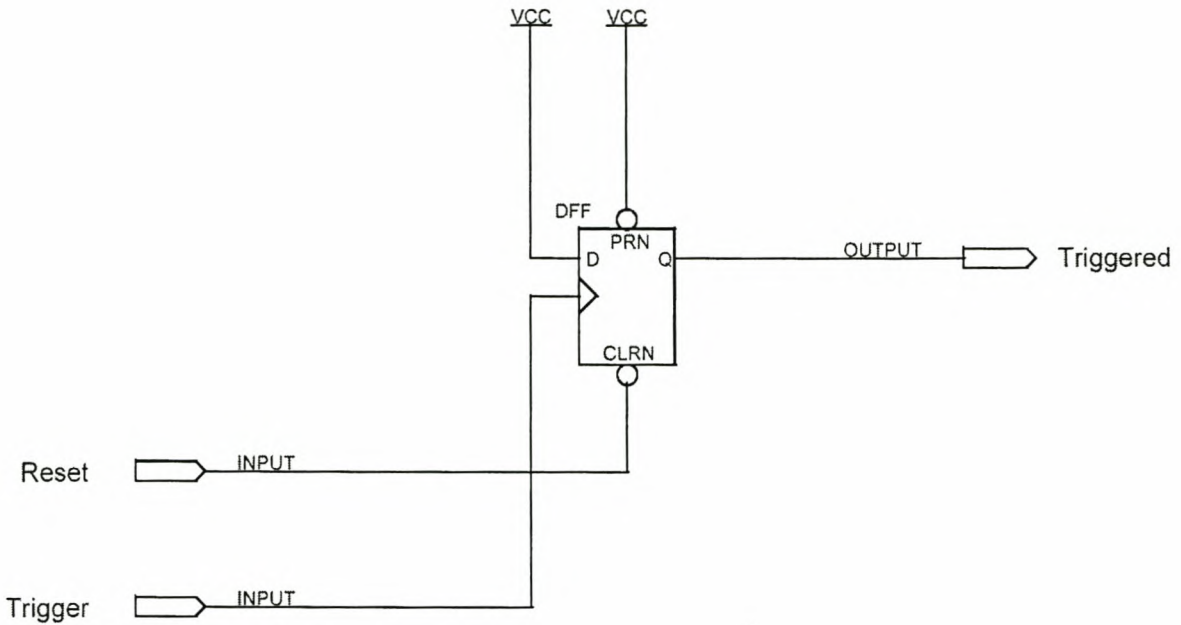 VCC VCC
DFF
PRN
D Q OUTPUT Triggered
CLRN
Reset INPUT
Trigger INPUT